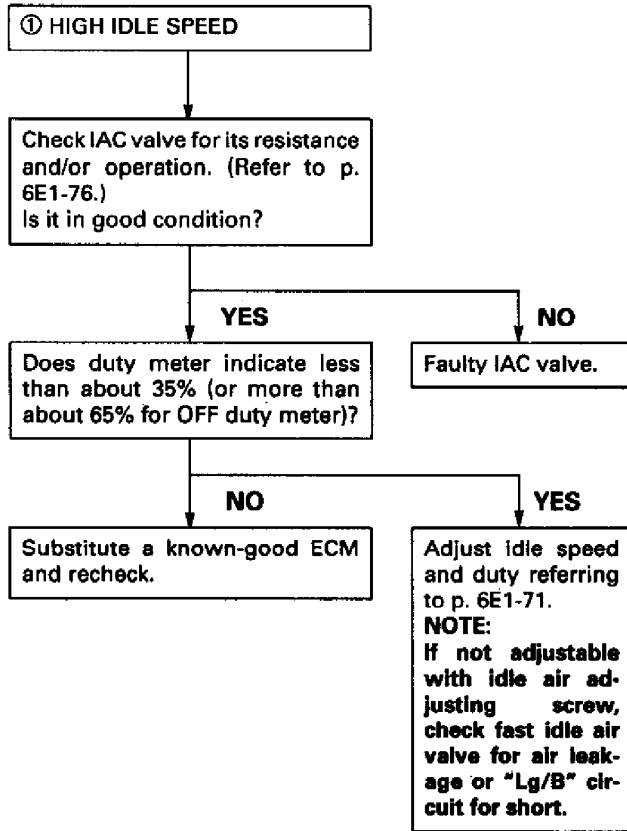 ① HIGH IDLE SPEED
Check IAC valve for its resistance
and/or operation. (Refer to p.
6E1-76.)
Is it in good condition?
YES
NO
Does duty meter indicate less
than about 35% (or more than
about 65% for OFF duty meter)?
Faulty IAC valve.
NO
YES
Substitute a known-good ECM
and recheck.
Adjust idle speed
and duty referring
to p. 6E1-71.
NOTE:
If not adjustable
with idle air ad-
justing screw,
check fast idle air
valve for air leak-
age or "Lg/B" cir-
cuit for short.